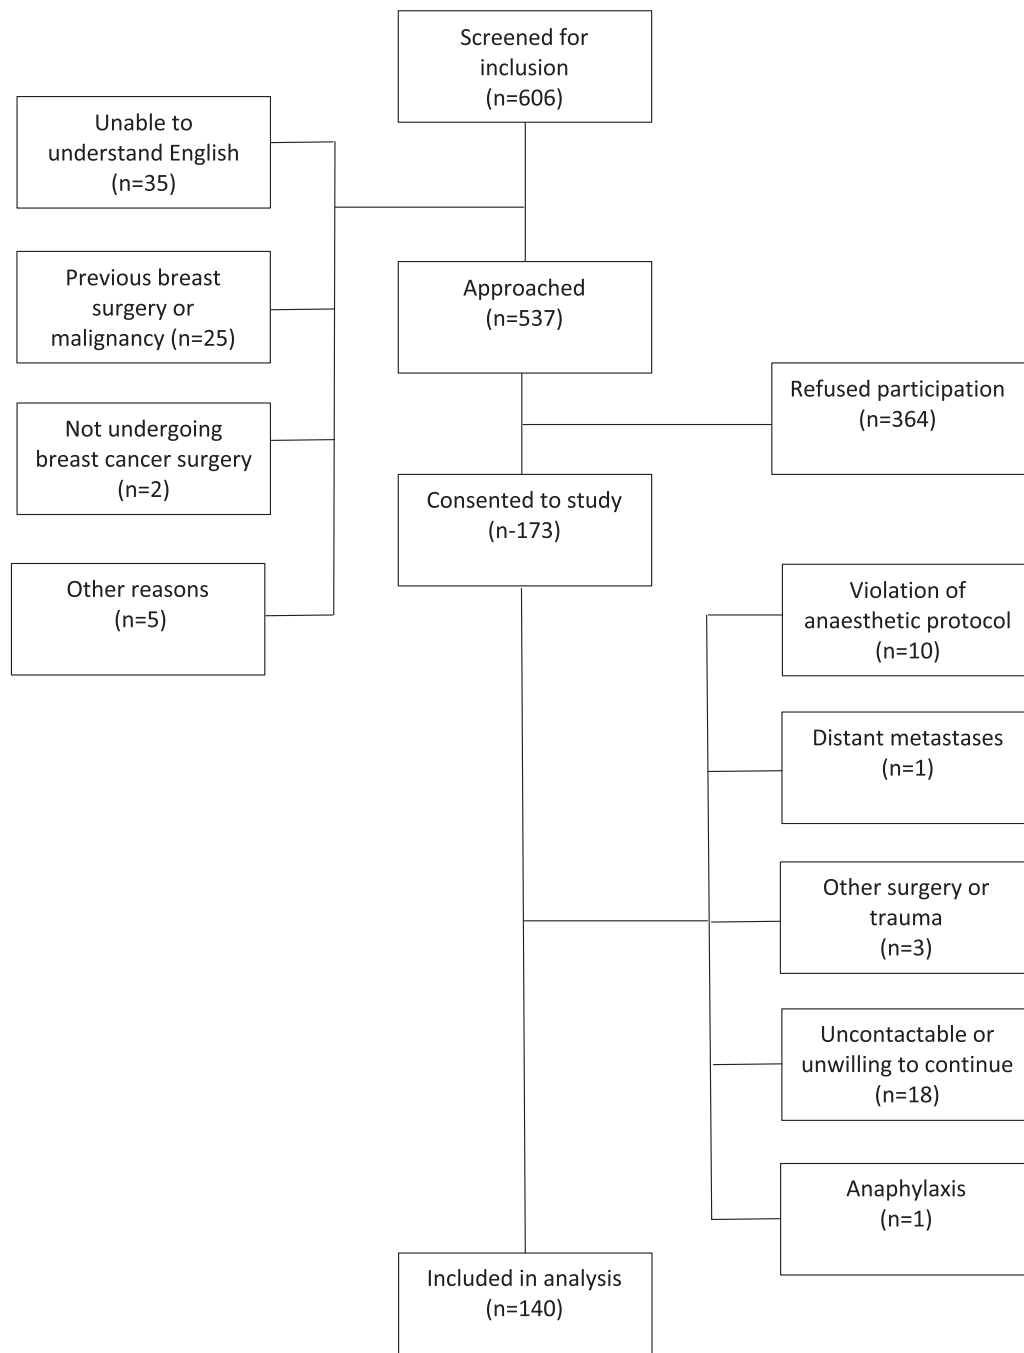 Screened for
inclusion
(n=606)
Unable to
understand English
(n=35)
Previous breast
surgery or
malignancy (n=25)
Approached
(n=537)
Refused participation
(n=364)
Not undergoing
breast cancer surgery
(n=2)
Consented to study
(n-173)
Other reasons
(n=5)
Violation of
anaesthetic protocol
(n=10)
Distant metastases
(n=1)
Other surgery or
trauma
(n=3)
Uncontactable or
unwilling to continue
(n=18)
Anaphylaxis
(n=1)
Included in analysis
(n=140)